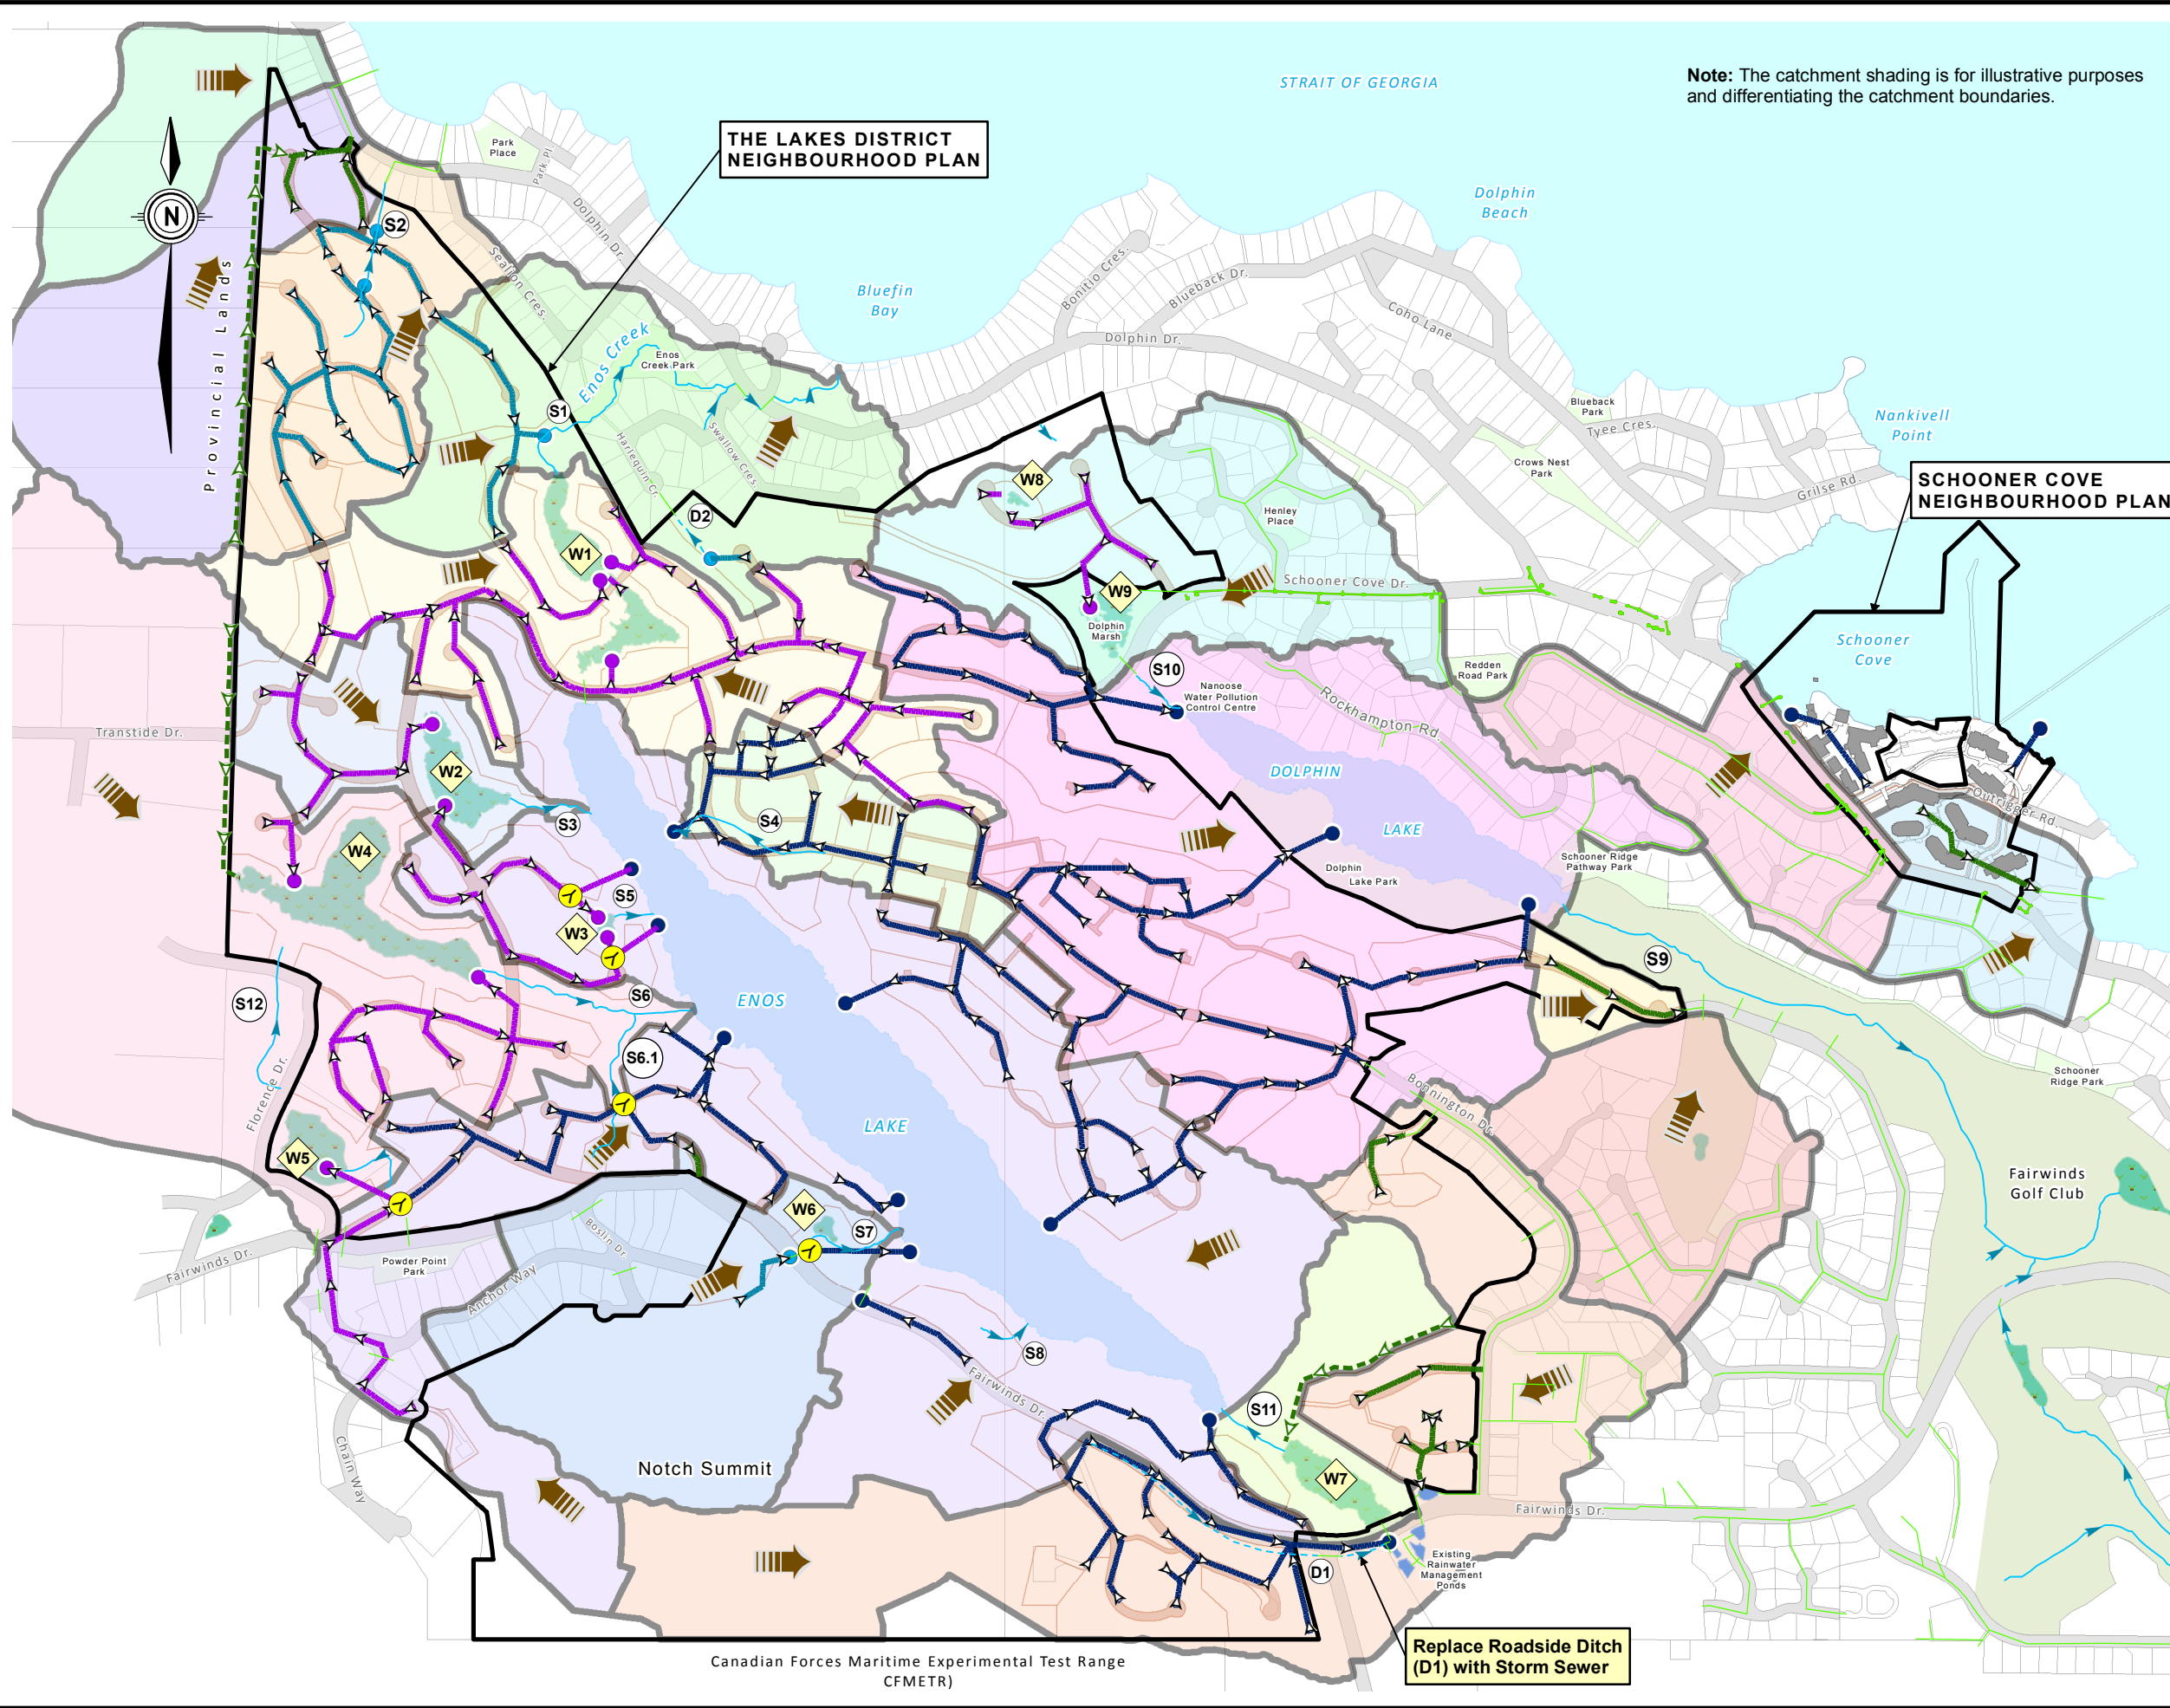 STRAIT OF GEORGIA
Note: The catchment shading is for illustrative purposes
and differentiating the catchment boundaries.
THE LAKES DISTRICT
NEIGHBOURHOOD PLAN
Park
Place
Park Pl.
Dolphin Dr.
N
S2
Sealion Cres.
Provincial Lands
Dolphin
Beach
Bluefin
Bay
Bonitio Cres.
Blueback Dr.
Coho Lane
Dolphin Dr.
Enos Creek
Enos
Creek Park
S1
Harlequin Cr.
Swallow Cres.
Blueback
Park
Tyee Cres.
Nankivell
Point
Crows Nest
Park
Grilse Rd.
SCHOONER COVE
NEIGHBOURHOOD PLAN
W8
Henley
Place
D2
W1
Schooner Cove Dr.
W9
Dolphin
Marsh
Schooner
Cove
S10
Redden
Road Park
Nanoose
Water Pollution
Control Centre
Rockhampton Rd.
Transtide Dr.
W2
DOLPHIN
LAKE
Outrigger Rd.
S3
S4
W4
Dolphin
Lake Park
Schooner Ridge
Pathway Park
S5
W3
S9
S6
ENOS
S12
S6.1
Florence Dr.
Schooner
Ridge Park
Boanington Dr.
LAKE
W5
Fairwinds
Golf Club
W6
S7
Boslin Dr.
Fairwinds Dr.
Powder Point
Park
Anchor Way
S8
Fairwinds Dr.
S11
Chain Way
Notch Summit
W7
Fairwinds Dr.
Existing
Rainwater
Management
Ponds
D1
Replace Roadside Ditch
(D1) with Storm Sewer
Canadian Forces Maritime Experimental Test Range
CFMETR)